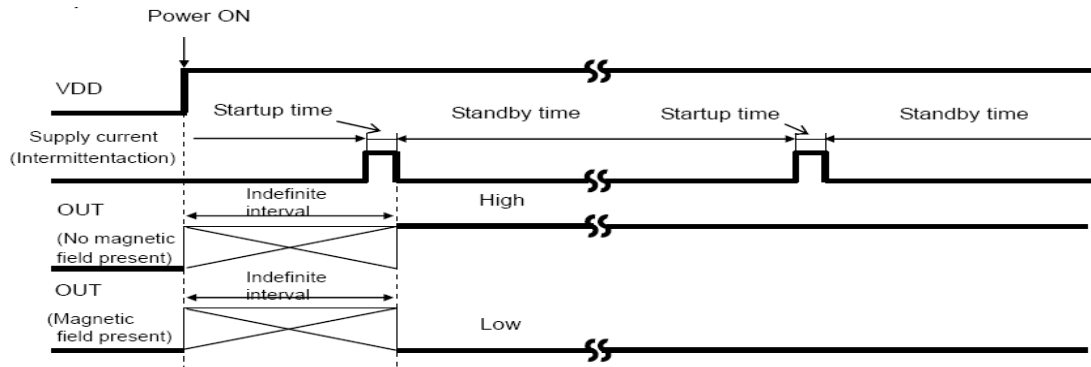 Power ON
VDD
Startup time
Standby time
Startup time
Standby time
Supply current
(Intermittentaction)
Indefinite
interval
High
OUT
(No magnetic
field present)
Indefinite
interval
OUT
(Magnetic
field present)
Low